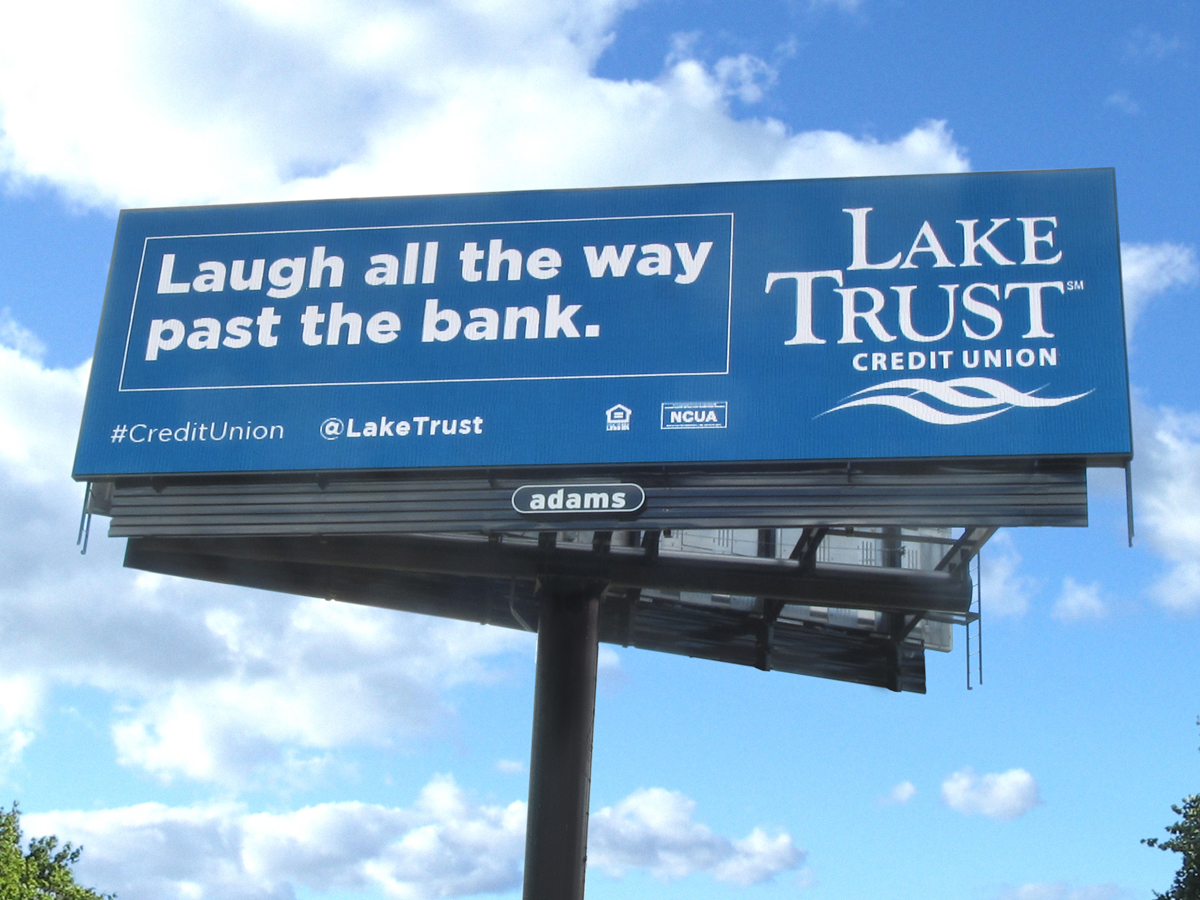 Laugh all the way
past the bank.
#CreditUnion @LakeTrust
NCUA
LAKE
TRUST SM
CREDIT UNION
adams